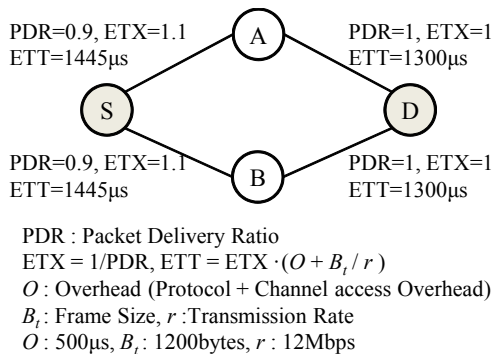 PDR=0.9, ETX=1.1
ETT=1445μs
A
PDR=1, ETX=1
ETT=1300μs
S
D
PDR=0.9, ETX=1.1
ETT=1445μs
B
PDR=1, ETX=1
ETT=1300μs
PDR : Packet Delivery Ratio
ETX = 1/PDR, ETT = ETX ·(O + Bₜ / r )
O : Overhead (Protocol + Channel access Overhead)
Bₜ : Frame Size, r :Transmission Rate
O : 500μs, Bₜ : 1200bytes, r : 12Mbps